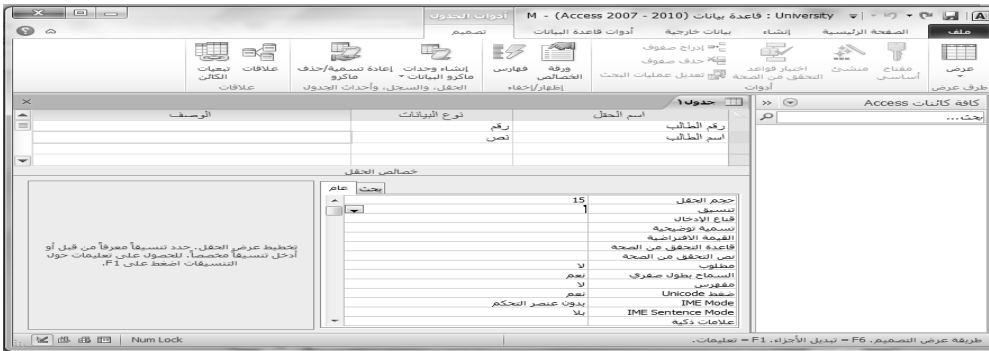 University : قاعدة بيانات (Access 2007 - 2010) - M
أدوات الجدول
ملف
الصفحة الرئيسية
إنشاء
بيانات خارجية
أدوات قاعدة البيانات
تصميم
عرض
مفتاح أساسي
منشئ
اختبار قواعد التحقق من الصحة
إدراج صفوف
حذف صفوف
تعديل عمليات البحث
ورقة الخصائص
فهارس
إنشاء وحدات ماكرو البيانات
إعادة تسمية/حذف ماكرو
علاقات
تبعيات الكائن
طرق عرض
أدوات
إظهار/إخفاء
الحقل، والسجل، وأحداث الجدول
علاقات
كافة كائنات Access
بحث...
جدول١
اسم الحقل
نوع البيانات
الوصف
رقم الطالب
رقم
اسم الطالب
نص
خصائص الحقل
عام
بحث
حجم الحقل 15
تنسيق
قناع الإدخال
تسمية توضيحية
القيمة الافتراضية
قاعدة التحقق من الصحة
نص التحقق من الصحة
مطلوب لا
السماح بطول صفري نعم
مفهرس لا
ضغط Unicode نعم
IME Mode بدون عنصر التحكم
IME Sentence Mode بلا
علامات ذكية
تخطيط عرض الحقل. حدد تنسيقاً معرفاً من قبل أو
أدخل تنسيقاً مخصصاً. للحصول على تعليمات حول
التنسيقات اضغط على F1.
طريقة عرض التصميم. F6 = تبديل الأجزاء. F1 = تعليمات.
Num Lock